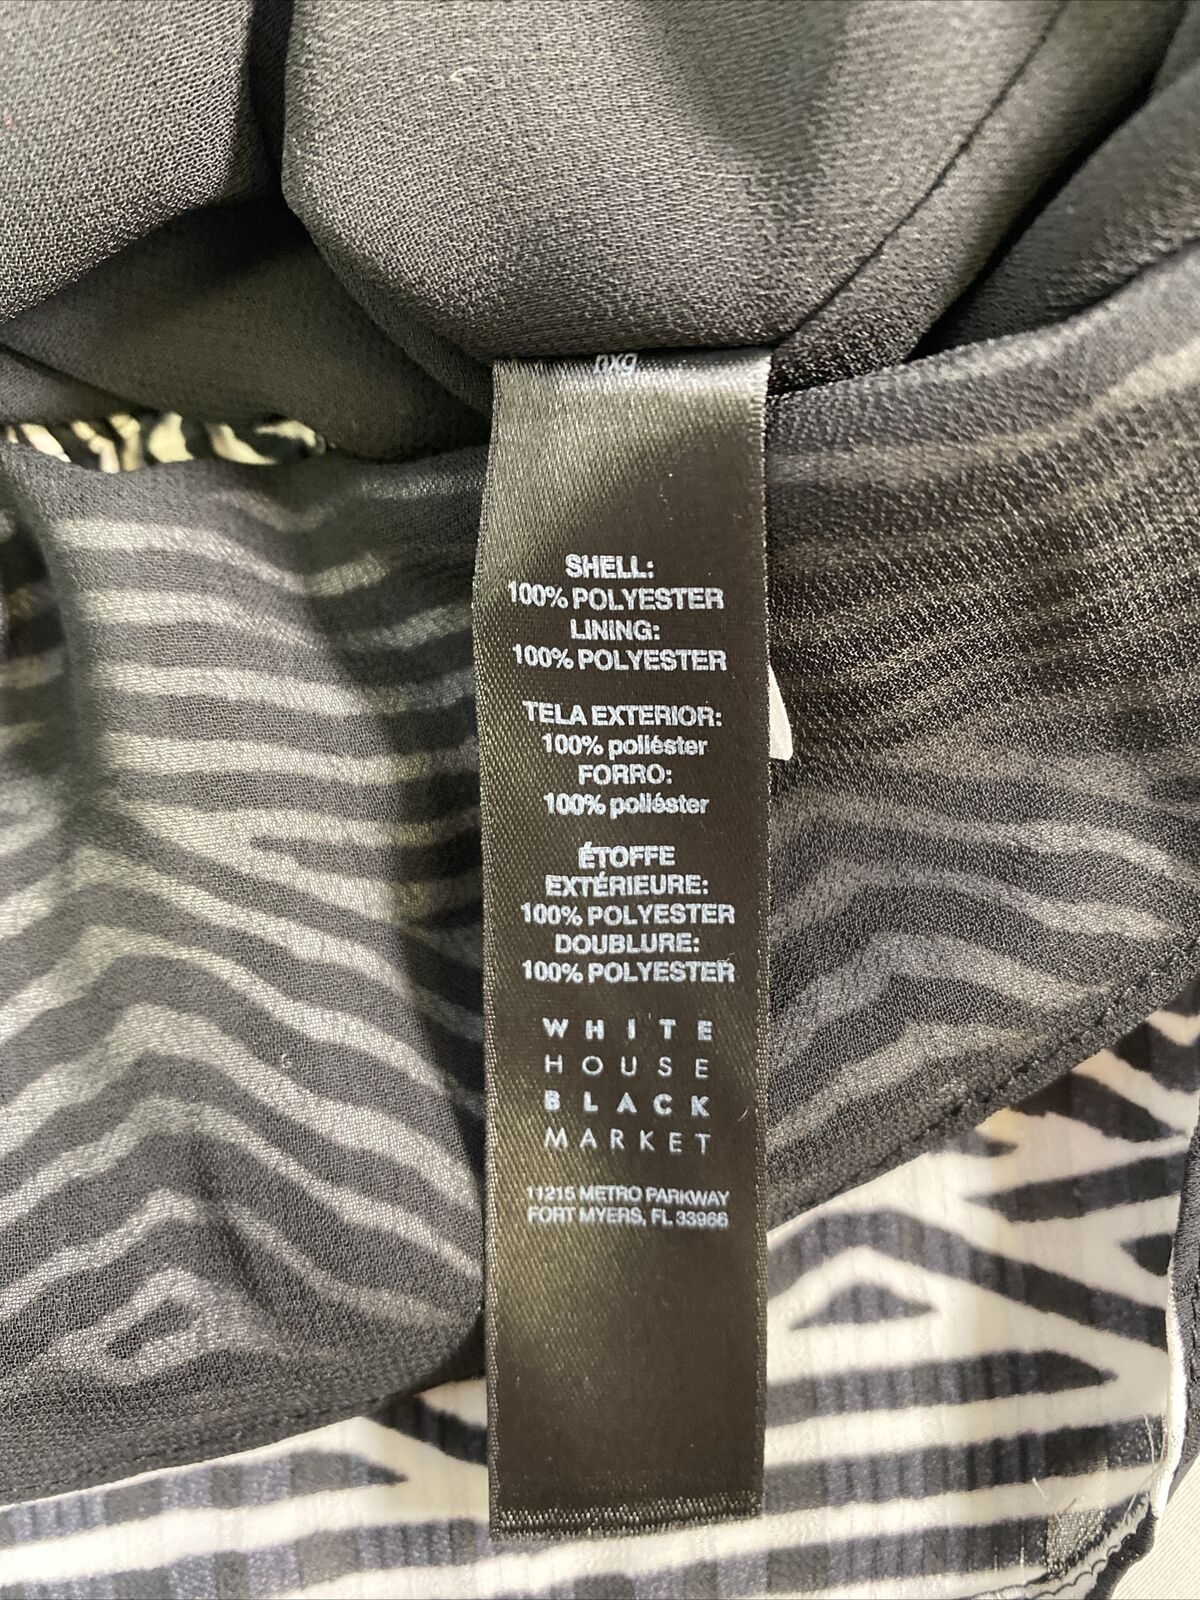 nxg
SHELL:
100% POLYESTER
LINING:
100% POLYESTER
TELA EXTERIOR:
100% poliéster
FORRO:
100% poliéster
ÉTOFFE
EXTÉRIEURE:
100% POLYESTER
DOUBLURE:
100% POLYESTER
WHITE
HOUSE
BLACK
MARKET
11215 METRO PARKWAY
FORT MYERS, FL 33966